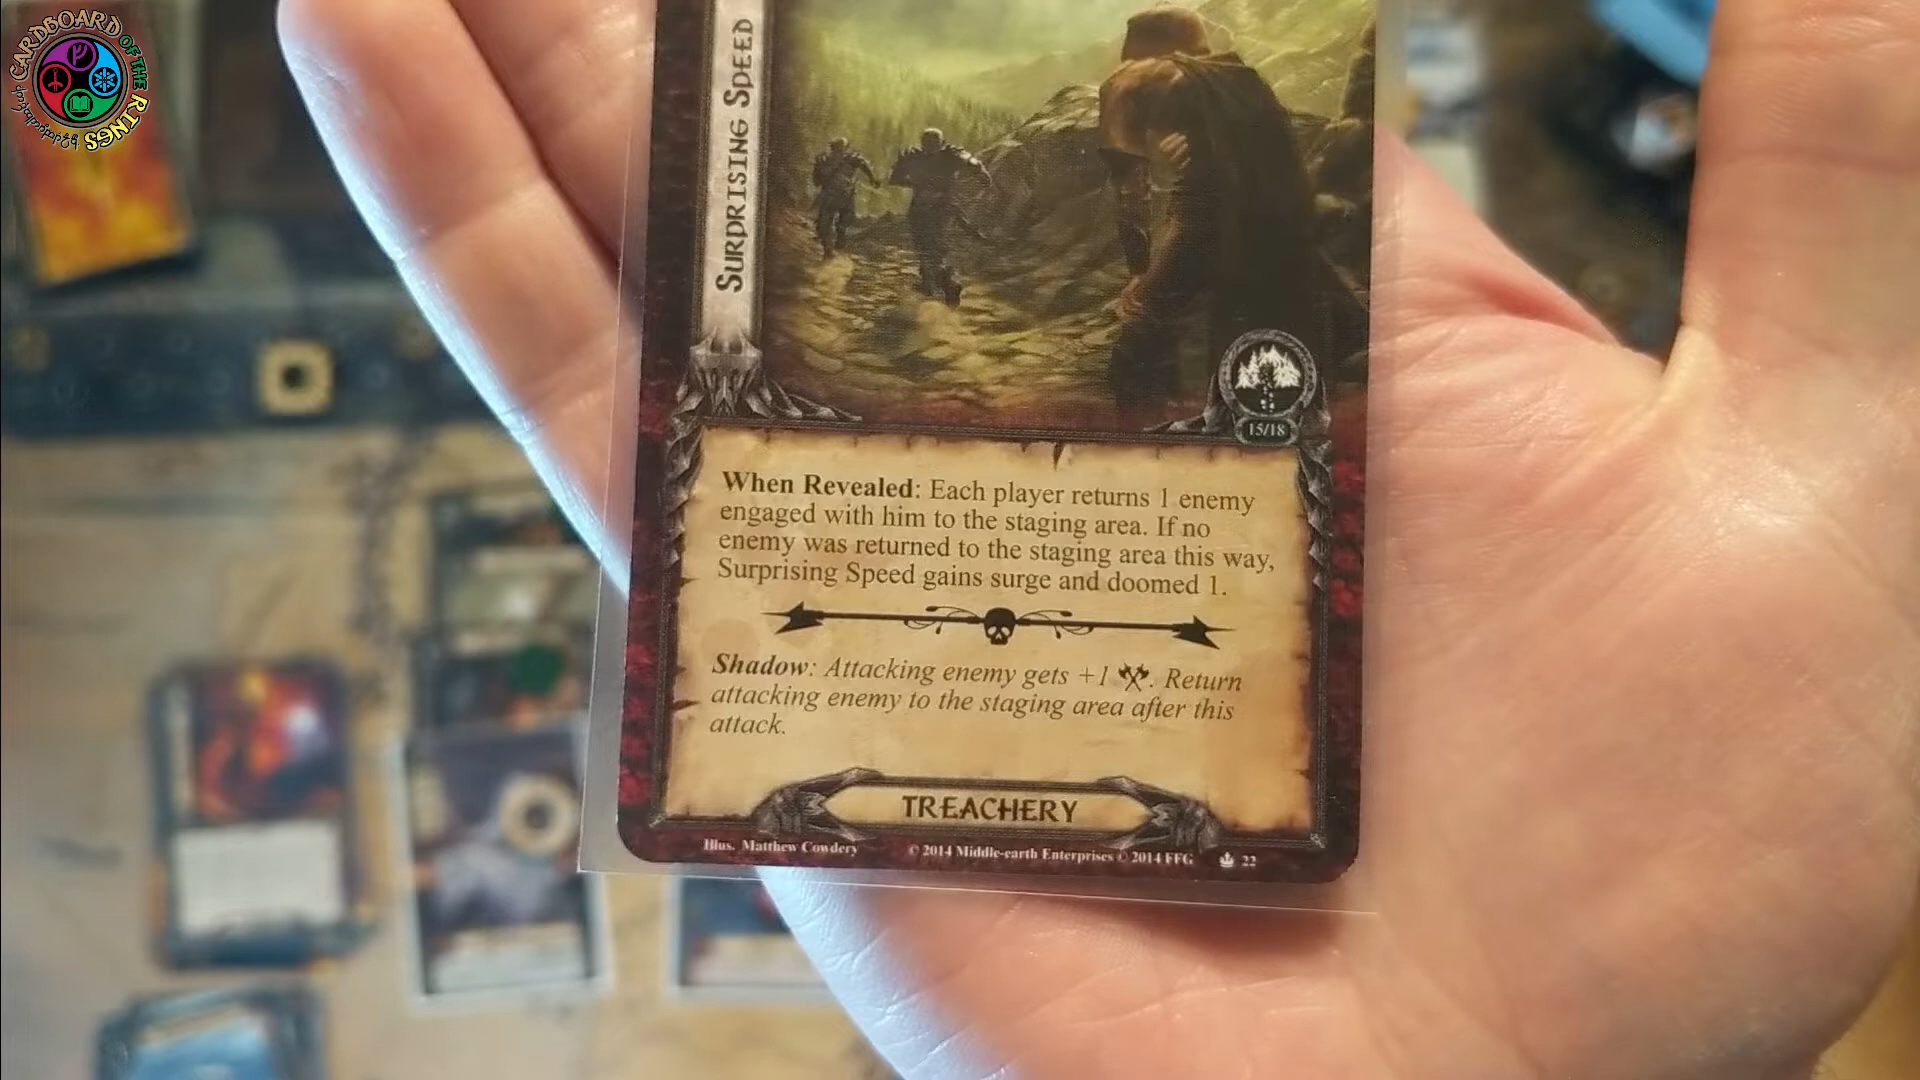 CARDBOARD OF THE RINGS
SURPRISING SPEED
15/18
When Revealed: Each player returns 1 enemy
engaged with him to the staging area. If no
enemy was returned to the staging area this way,
Surprising Speed gains surge and doomed 1.
Shadow: Attacking enemy gets +1 . Return
attacking enemy to the staging area after this
attack.
TREACHERY
Illus. Matthew Cowdery
© 2014 Middle-earth Enterprises © 2014 FFG
22